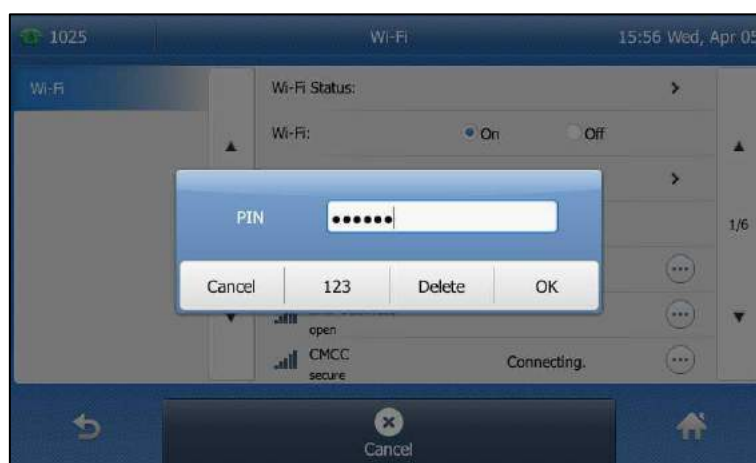 1025 Wi-Fi 15:56 Wed, Apr 05
Wi-Fi
Wi-Fi Status:
Wi-Fi: On Off
PIN ••••••
1/6
Cancel 123 Delete OK
open
CMCC Connecting.
secure
Cancel